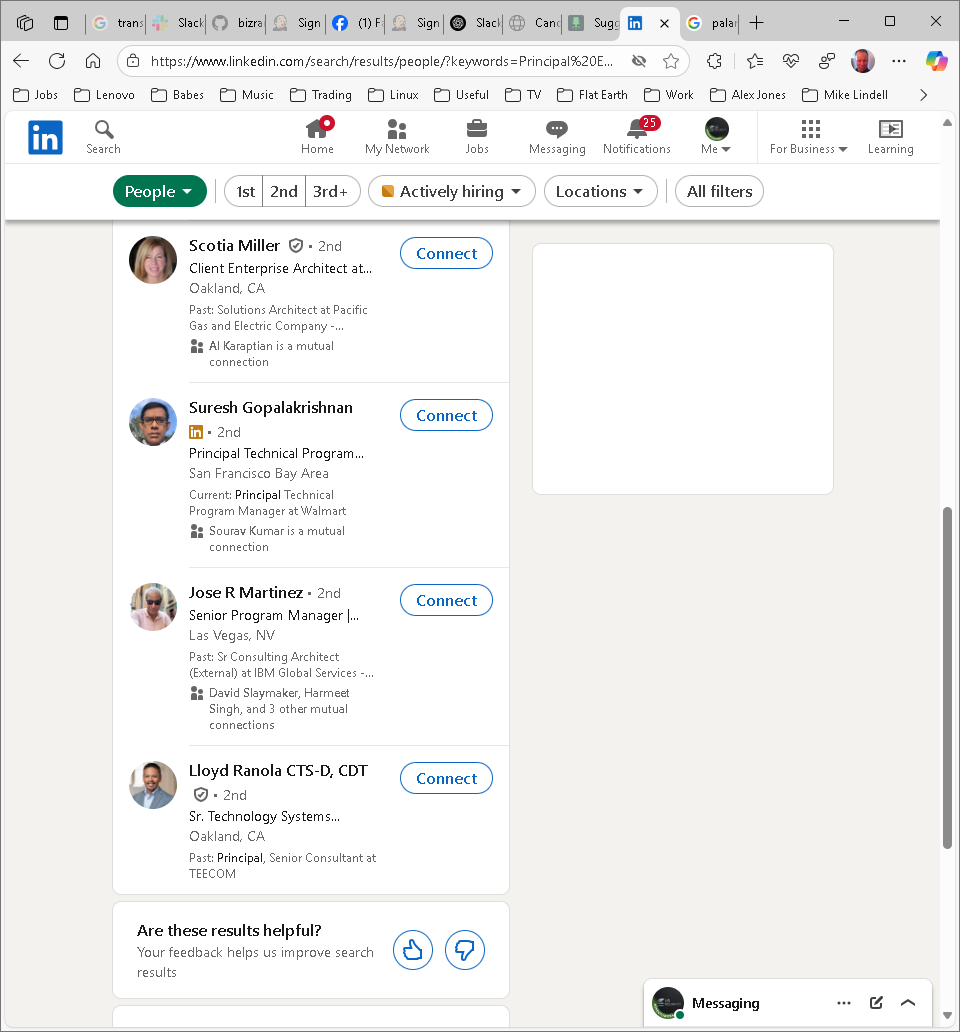 trans
Slack
bizra
Sign
(1) F
Sign
Slack
Canc
Sugg
palar
https://www.linkedin.com/search/results/people/?keywords=Principal%20E...
Jobs
Lenovo
Babes
Music
Trading
Linux
Useful
TV
Flat Earth
Work
Alex Jones
Mike Lindell
in
Search
Home
My Network
Jobs
Messaging
25
Notifications
Me
For Business
Learning
People
1st
2nd
3rd+
Actively hiring
Locations
All filters
Scotia Miller • 2nd
Client Enterprise Architect at...
Oakland, CA
Past: Solutions Architect at Pacific
Gas and Electric Company -...
Al Karaptian is a mutual
connection
Connect
Suresh Gopalakrishnan
in • 2nd
Principal Technical Program...
San Francisco Bay Area
Current: Principal Technical
Program Manager at Walmart
Sourav Kumar is a mutual
connection
Connect
Jose R Martinez • 2nd
Senior Program Manager |...
Las Vegas, NV
Past: Sr Consulting Architect
(External) at IBM Global Services -...
David Slaymaker, Harmeet
Singh, and 3 other mutual
connections
Connect
Lloyd Ranola CTS-D, CDT
• 2nd
Sr. Technology Systems...
Oakland, CA
Past: Principal, Senior Consultant at
TEECOM
Connect
Are these results helpful?
Your feedback helps us improve search
results
Messaging